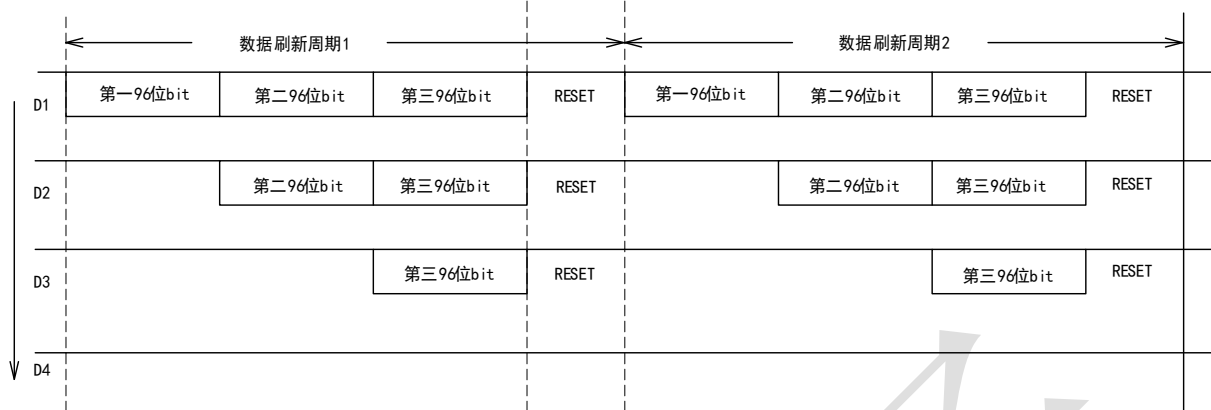 数据刷新周期1 数据刷新周期2
D1 第一96位bit 第二96位bit 第三96位bit RESET 第一96位bit 第二96位bit 第三96位bit RESET
D2 第二96位bit 第三96位bit RESET 第二96位bit 第三96位bit RESET
D3 第三96位bit RESET 第三96位bit RESET
D4